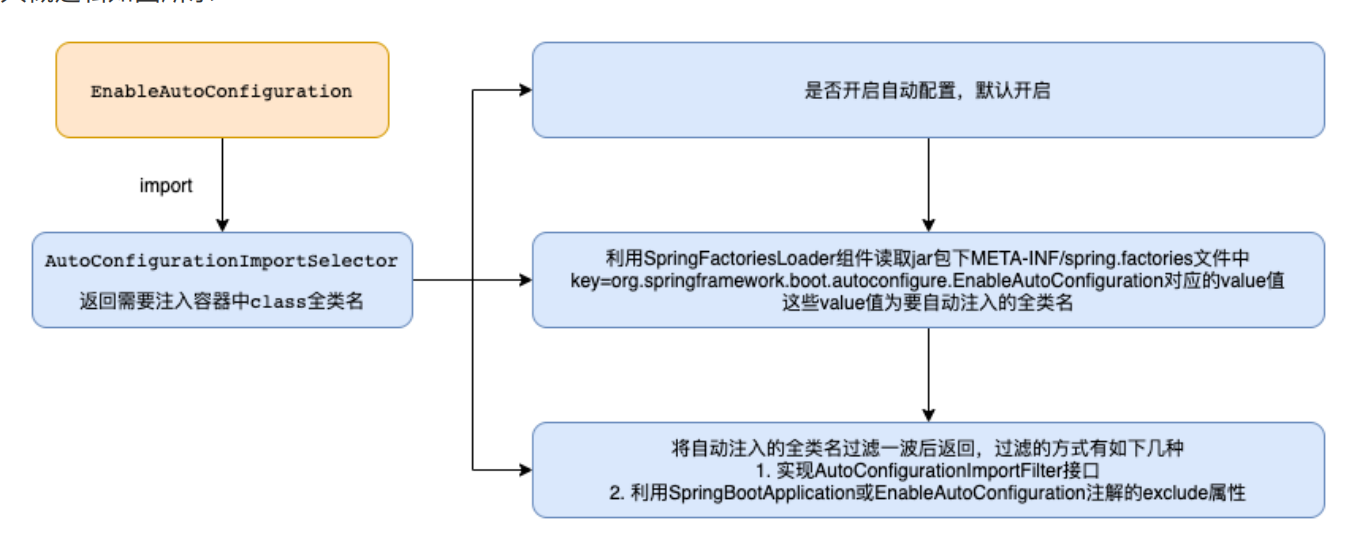 EnableAutoConfiguration
是否开启自动配置，默认开启
import
AutoConfigurationImportSelector
返回需要注入容器中class全类名
利用SpringFactoriesLoader组件读取jar包下META-INF/spring.factories文件中
key=org.springframework.boot.autoconfigure.EnableAutoConfiguration对应的value值
这些value值为要自动注入的全类名
将自动注入的全类名过滤一波后返回，过滤的方式有如下几种
1. 实现AutoConfigurationImportFilter接口
2. 利用SpringBootApplication或EnableAutoConfiguration注解的exclude属性